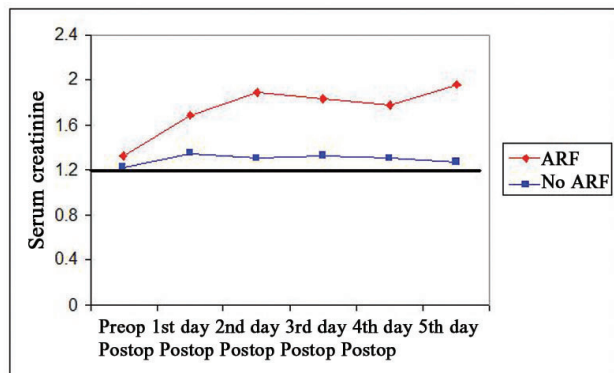 2.4
2
1.6
1.2
0.8
0.4
0
Serum creatinine
Preop 1st day 2nd day 3rd day 4th day 5th day
Postop Postop Postop Postop Postop
ARF
No ARF